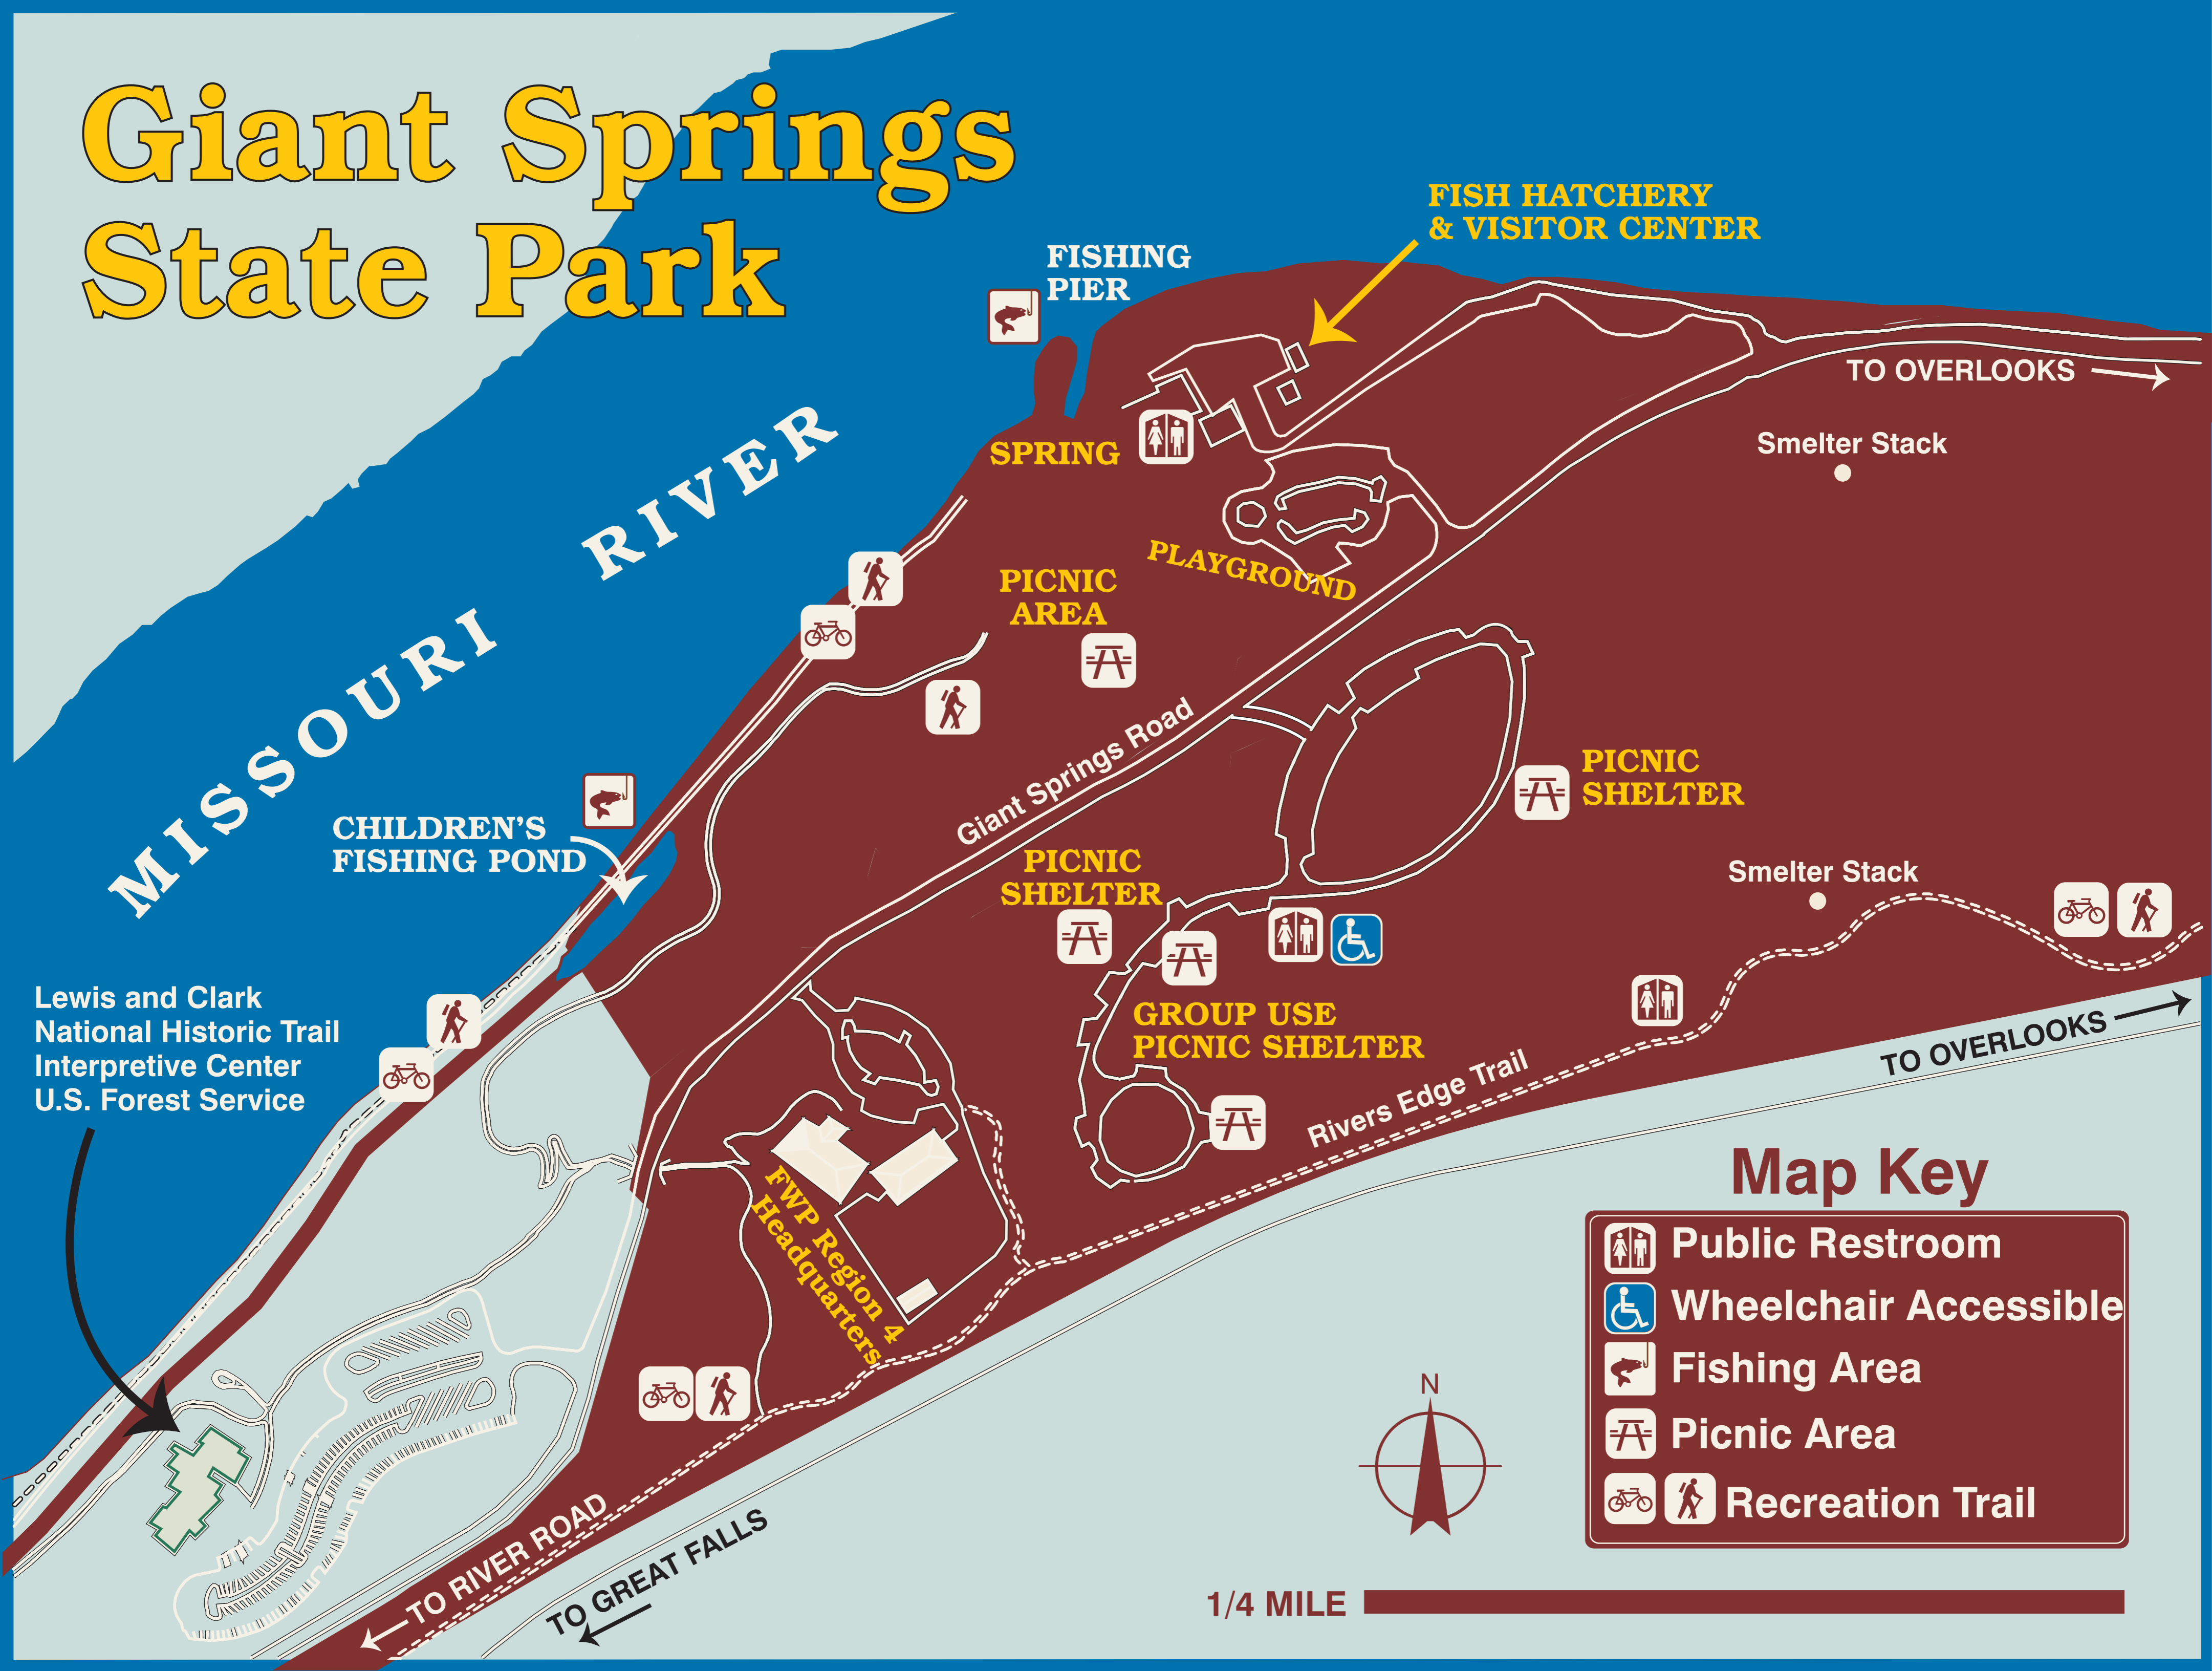 Giant Springs
State Park
FISH HATCHERY
& VISITOR CENTER
FISHING
PIER
TO OVERLOOKS
MISSOURI RIVER
SPRING
Smelter Stack
PLAYGROUND
PICNIC
AREA
Giant Springs Road
PICNIC
SHELTER
CHILDREN'S
FISHING POND
PICNIC
SHELTER
Smelter Stack
Lewis and Clark
National Historic Trail
Interpretive Center
U.S. Forest Service
GROUP USE
PICNIC SHELTER
Rivers Edge Trail
TO OVERLOOKS
FWP Region 4
Headquarters
Map Key
Public Restroom
Wheelchair Accessible
Fishing Area
Picnic Area
Recreation Trail
N
TO RIVER ROAD
TO GREAT FALLS
1/4 MILE